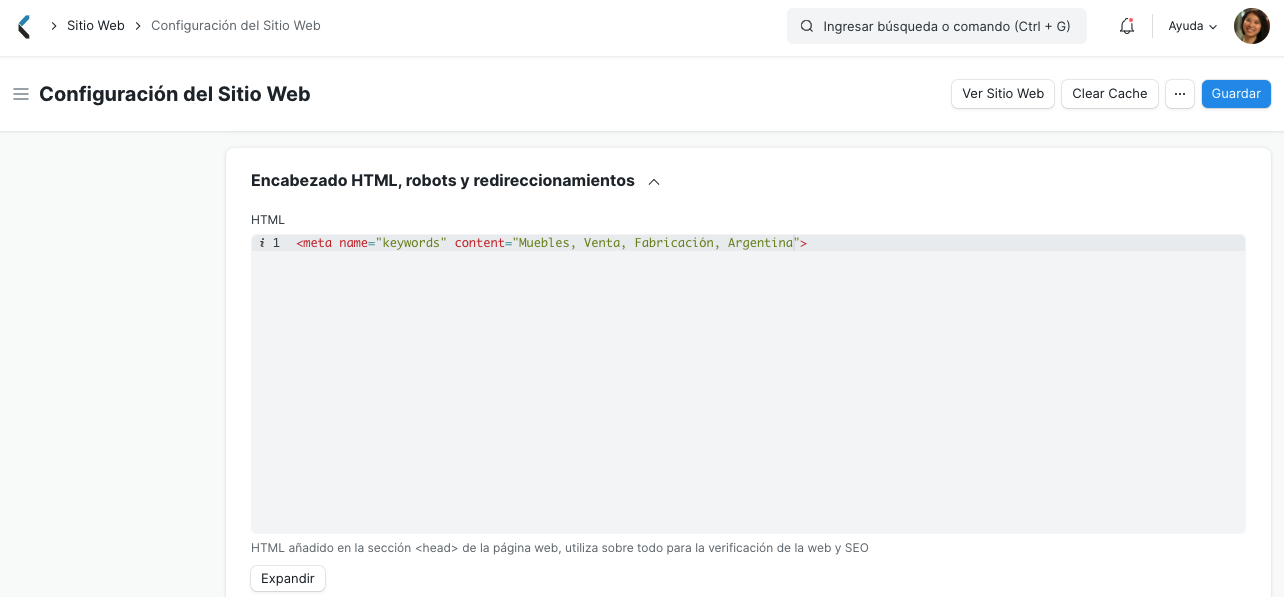 Sitio Web Configuración del Sitio Web Ingresar búsqueda o comando (Ctrl + G) Ayuda
Configuración del Sitio Web Ver Sitio Web Clear Cache ... Guardar
Encabezado HTML, robots y redireccionamientos
HTML
i 1 <meta name="keywords" content="Muebles, Venta, Fabricación, Argentina">
HTML añadido en la sección <head> de la página web, utiliza sobre todo para la verificación de la web y SEO
Expandir